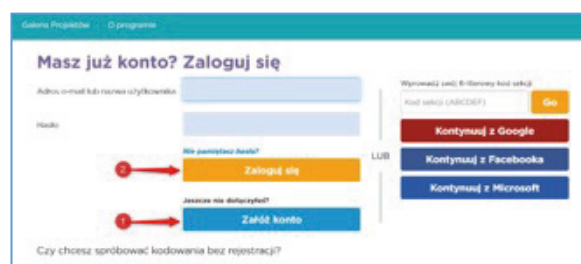 Galeria Projektów O programie
Masz już konto? Zaloguj się
Adres e-mail lub nazwa użytkownika
Hasło
Nie pamiętasz hasła?
2 Zaloguj się
Jeszcze nie dołączyłeś?
1 Załóż konto
LUB
Wprowadź swój 6-literowy kod sekcji
Kod sekcji (ABCDEF) Go
Kontynuuj z Google
Kontynuuj z Facebooka
Kontynuuj z Microsoft
Czy chcesz spróbować kodowania bez rejestracji?